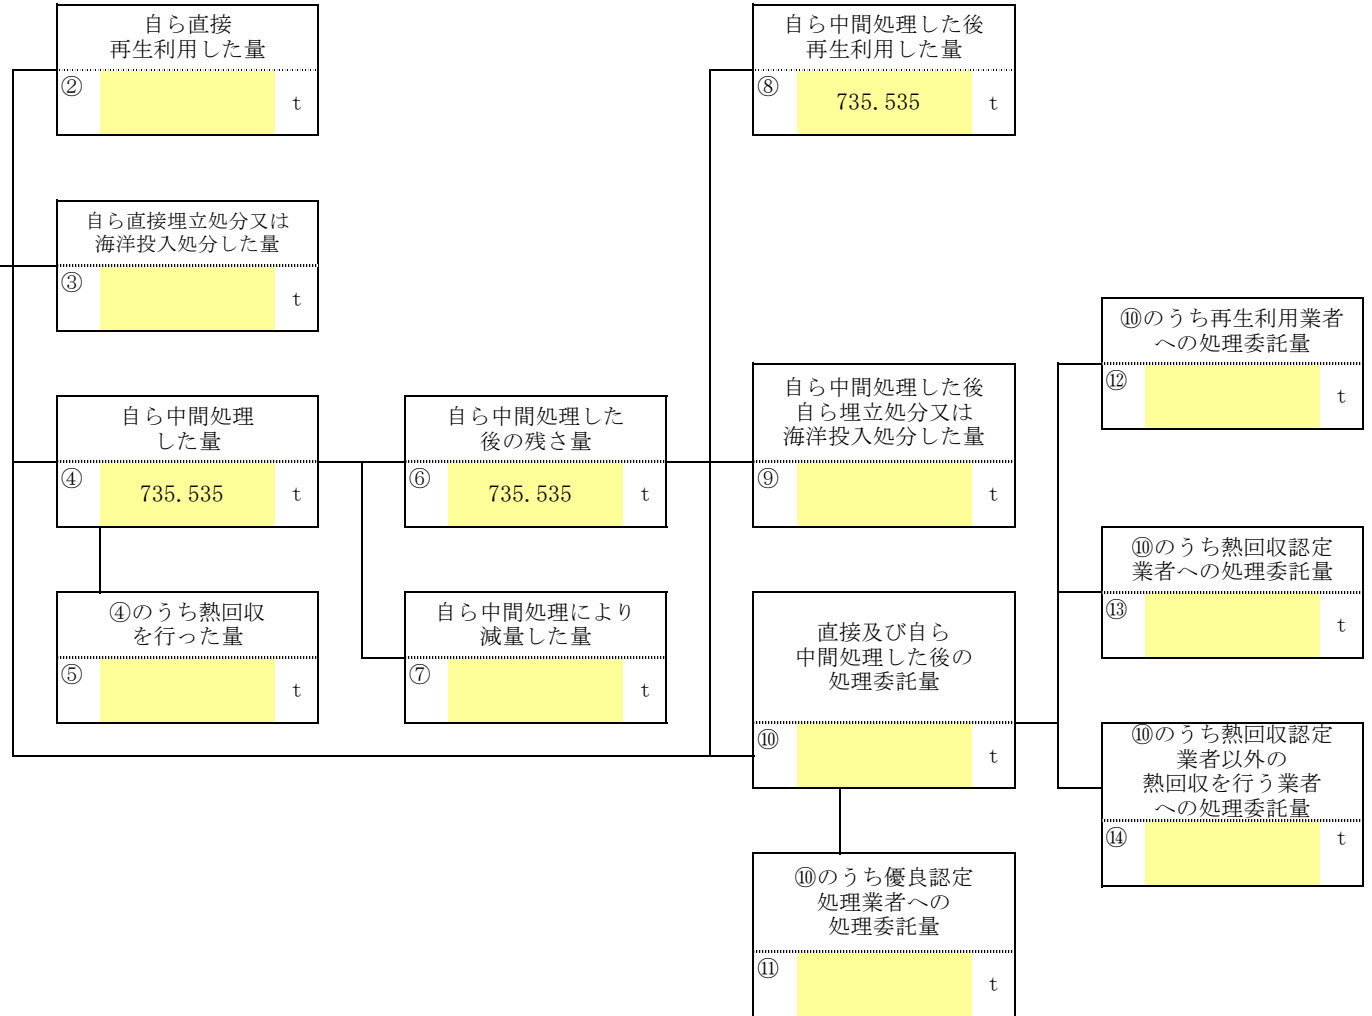 自ら直接
再生利用した量
② t
自ら直接埋立処分又は
海洋投入処分した量
③ t
自ら中間処理
した量
④ 735.535 t
④のうち熱回収
を行った量
⑤ t
自ら中間処理した
後の残さ量
⑥ 735.535 t
自ら中間処理により
減量した量
⑦ t
自ら中間処理した後
再生利用した量
⑧ 735.535 t
自ら中間処理した後
自ら埋立処分又は
海洋投入処分した量
⑨ t
直接及び自ら
中間処理した後の
処理委託量
⑩ t
⑩のうち優良認定
処理業者への
処理委託量
⑪ t
⑩のうち再生利用業者
への処理委託量
⑫ t
⑩のうち熱回収認定
業者への処理委託量
⑬ t
⑩のうち熱回収認定
業者以外の
熱回収を行う業者
への処理委託量
⑭ t